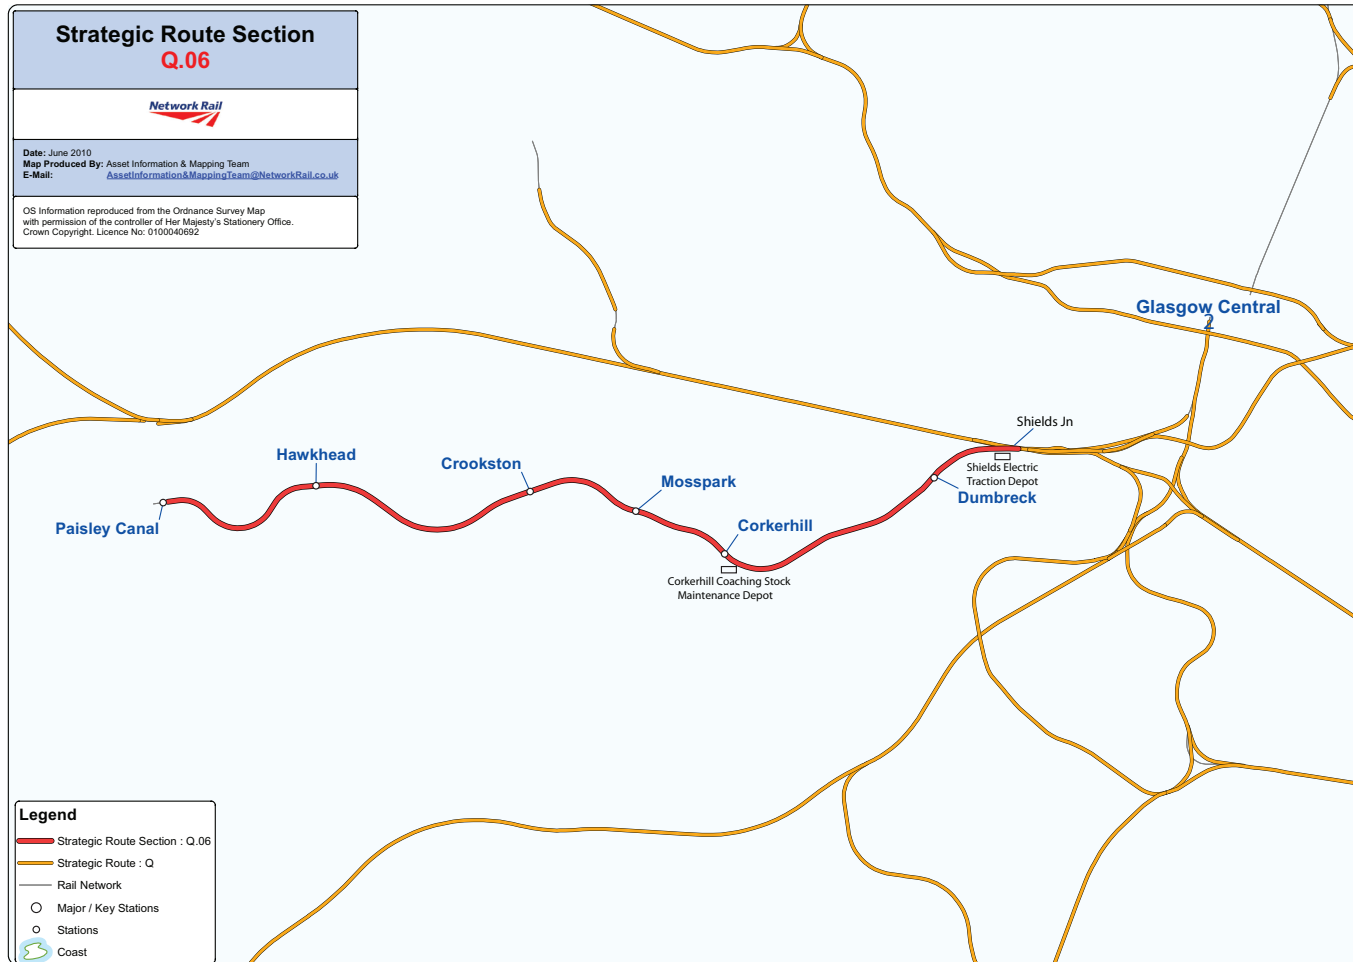 Strategic Route Section
Q.06
Network Rail
Date: June 2010
Map Produced By: Asset Information & Mapping Team
E-Mail: AssetInformation&MappingTeam@NetworkRail.co.uk
OS Information reproduced from the Ordnance Survey Map
with permission of the controller of Her Majesty's Stationery Office.
Crown Copyright. Licence No: 0100040692
Glasgow Central
2
Shields Jn
Shields Electric
Traction Depot
Dumbreck
Hawkhead
Crookston
Mosspark
Paisley Canal
Corkerhill
Corkerhill Coaching Stock
Maintenance Depot
Legend
Strategic Route Section : Q.06
Strategic Route : Q
Rail Network
Major / Key Stations
Stations
Coast